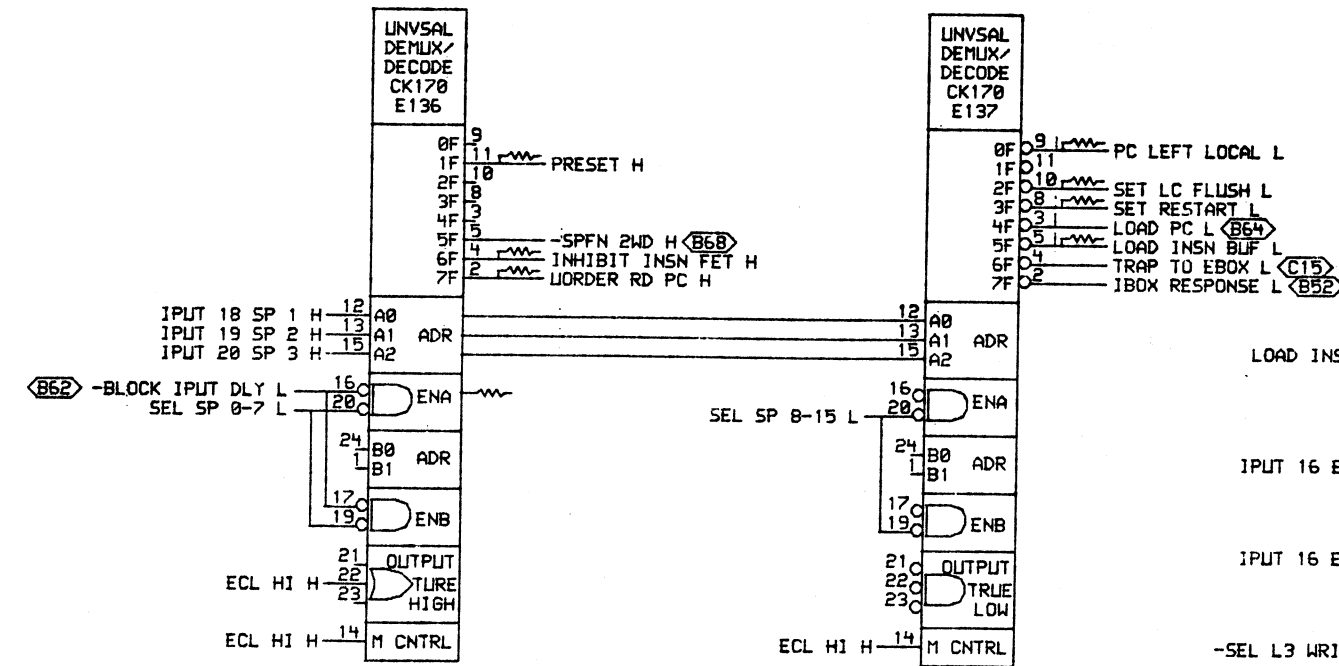 UNVSAL
DEMUX/
DECODE
CK170
E136
0F 9
1F 11 PRESET H
2F 10
3F 8
4F 3
5F 5 -SPFN 2WD H B68
6F 4 INHIBIT INSN FET H
7F 2 UORDER RD PC H
IPUT 18 SP 1 H 12 A0
IPUT 19 SP 2 H 13 A1 ADR
IPUT 20 SP 3 H 15 A2
B62 -BLOCK IPUT DLY L 16
SEL SP 0-7 L 20 ENA
24 B0
1 B1 ADR
17
19 ENB
21 OUTPUT
ECL HI H 22 TURE
23 HIGH
ECL HI H 14 M CNTRL
UNVSAL
DEMUX/
DECODE
CK170
E137
0F 9 PC LEFT LOCAL L
1F 11
2F 10 SET LC FLUSH L
3F 8 SET RESTART L
4F 3 LOAD PC L B64
5F 5 LOAD INSN BUF L
6F 4 TRAP TO EBOX L C15
7F 2 IBOX RESPONSE L B52
12 A0
13 A1 ADR
15 A2
16
SEL SP 8-15 L 20 ENA
24 B0
1 B1 ADR
17
19 ENB
21 OUTPUT
22 TRUE
23 LOW
ECL HI H 14 M CNTRL
LOAD INS
IPUT 16 E
IPUT 16 E
-SEL L3 WRI